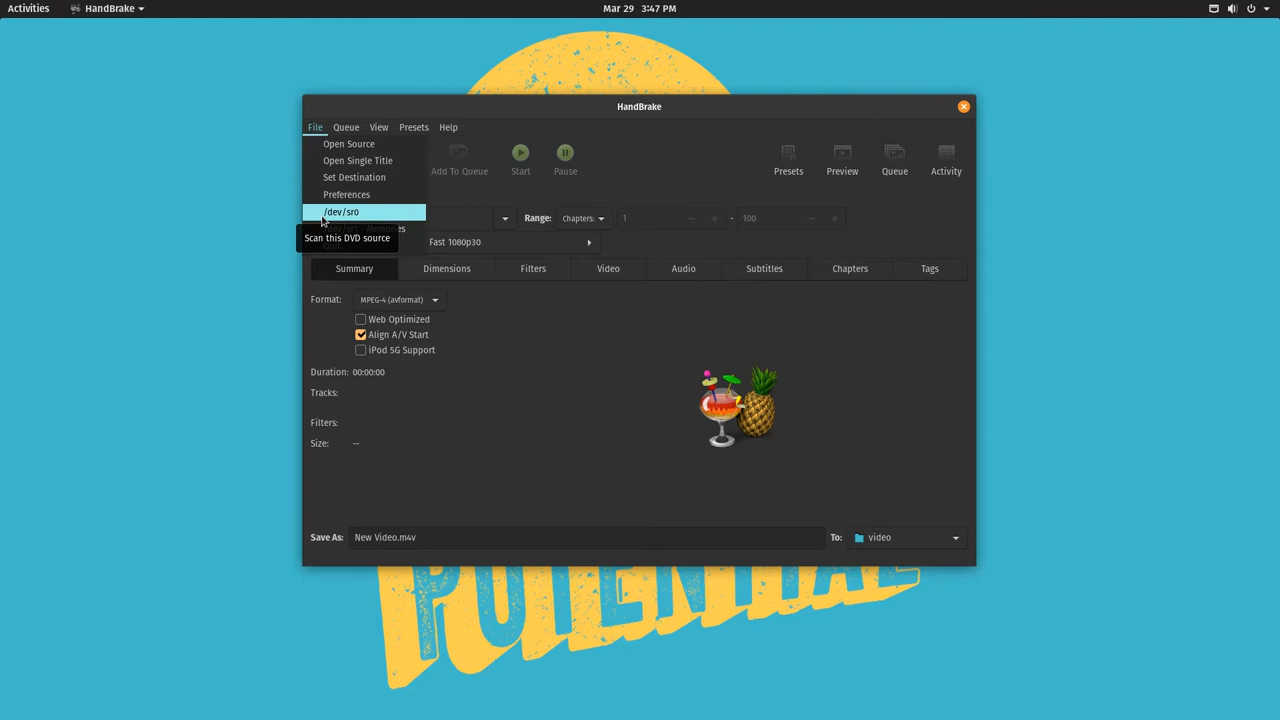 Activities HandBrake Mar 29 3:47 PM
HandBrake
File Queue View Presets Help
Open Source
Open Single Title
Set Destination
Preferences
/dev/sr0
Memories
Scan this DVD source
Add To Queue Start Pause Presets Preview Queue Activity
Range: Chapters: 1 - 100
Fast 1080p30
Summary Dimensions Filters Video Audio Subtitles Chapters Tags
Format: MPEG-4 (avformat)
Web Optimized
Align A/V Start
iPod 5G Support
Duration: 00:00:00
Tracks:
Filters:
Size: --
Save As: New Video.m4v To: video
POTENTIAL